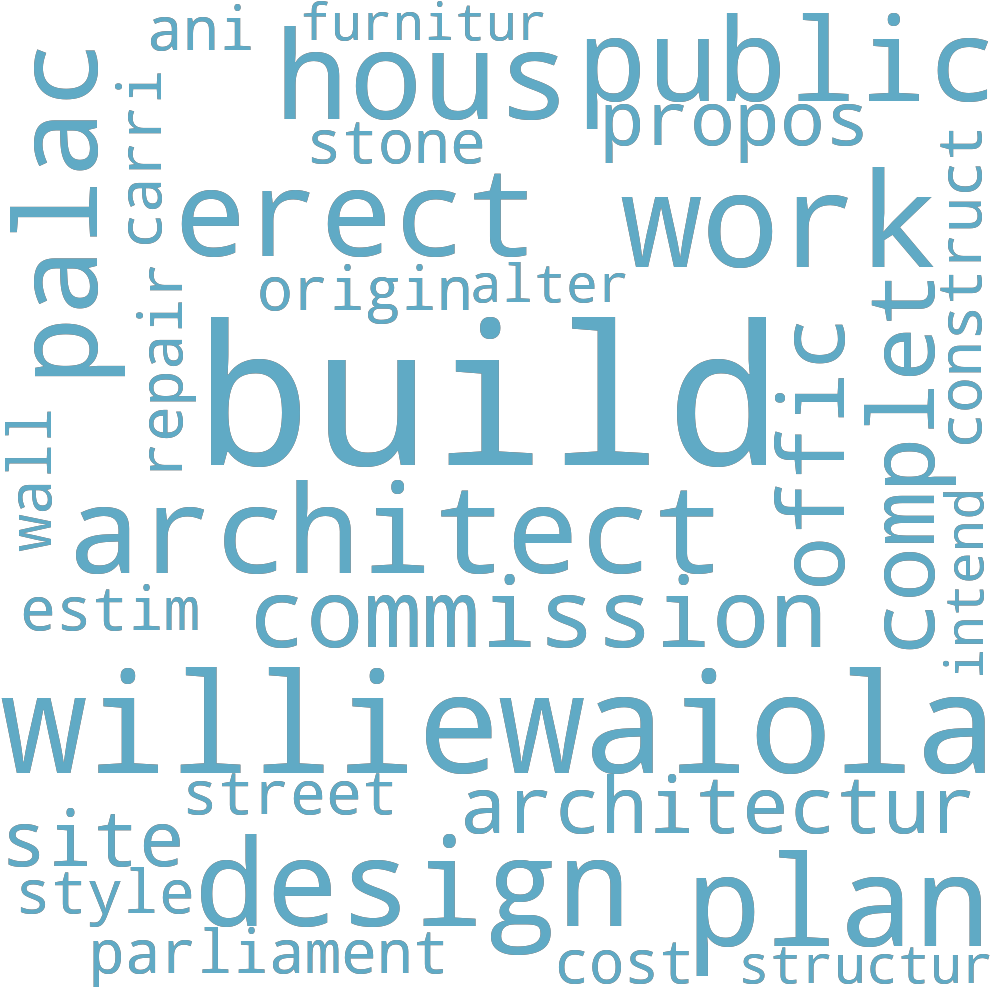 ani
furnitur
hous
public
palac
carri
stone
propos
erect
work
construct
origin
alter
repair
build
offic
complet
wall
architect
intend
estim
commission
williewaiola
street
architectur
site
style
design
plan
parliament
cost
structur